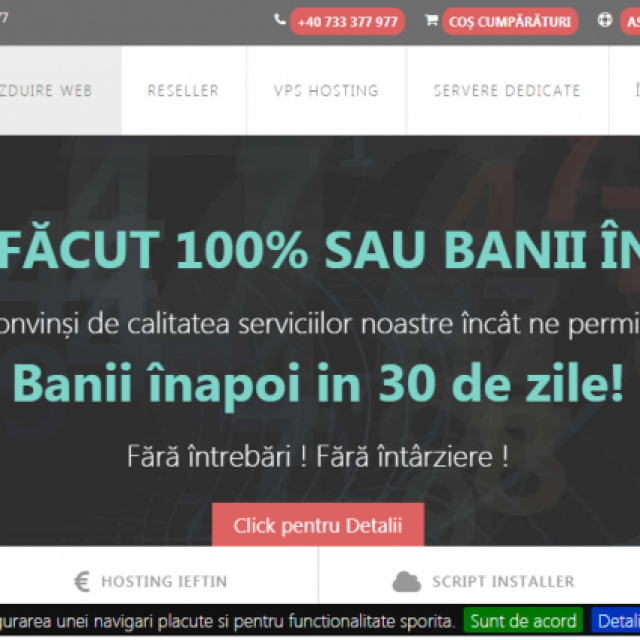 7
+40 733 377 977 COȘ CUMPĂRĂTURI AS
ZDUIRE WEB RESELLER VPS HOSTING SERVERE DEDICATE Î
FĂCUT 100% SAU BANII ÎN
onvinși de calitatea serviciilor noastre încât ne permi
Banii înapoi in 30 de zile!
Fără întrebări ! Fără întârziere !
Click pentru Detalii
HOSTING IEFTIN SCRIPT INSTALLER
gurarea unei navigari placute si pentru functionalitate sporita. Sunt de acord Detali